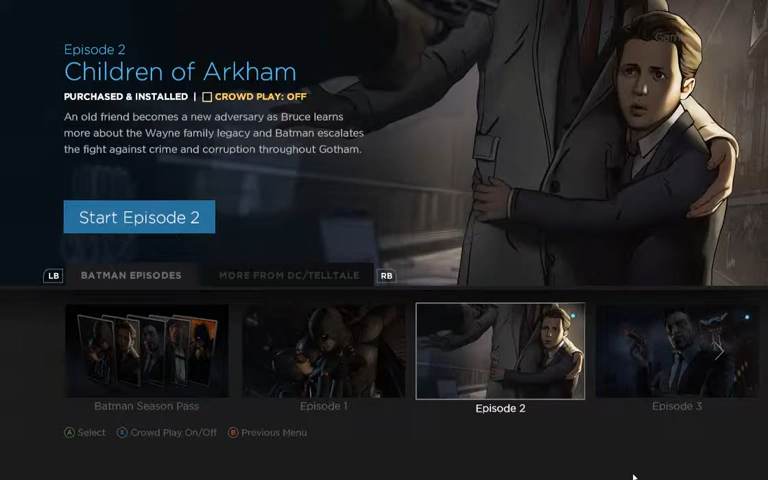 Episode 2
Children of Arkham
PURCHASED & INSTALLED | CROWD PLAY: OFF
An old friend becomes a new adversary as Bruce learns
more about the Wayne family legacy and Batman escalates
the fight against crime and corruption throughout Gotham.
Start Episode 2
LB BATMAN EPISODES MORE FROM DC/TELLTALE RB
Batman Season Pass Episode 1 Episode 2 Episode 3
A Select X Crowd Play On/Off B Previous Menu